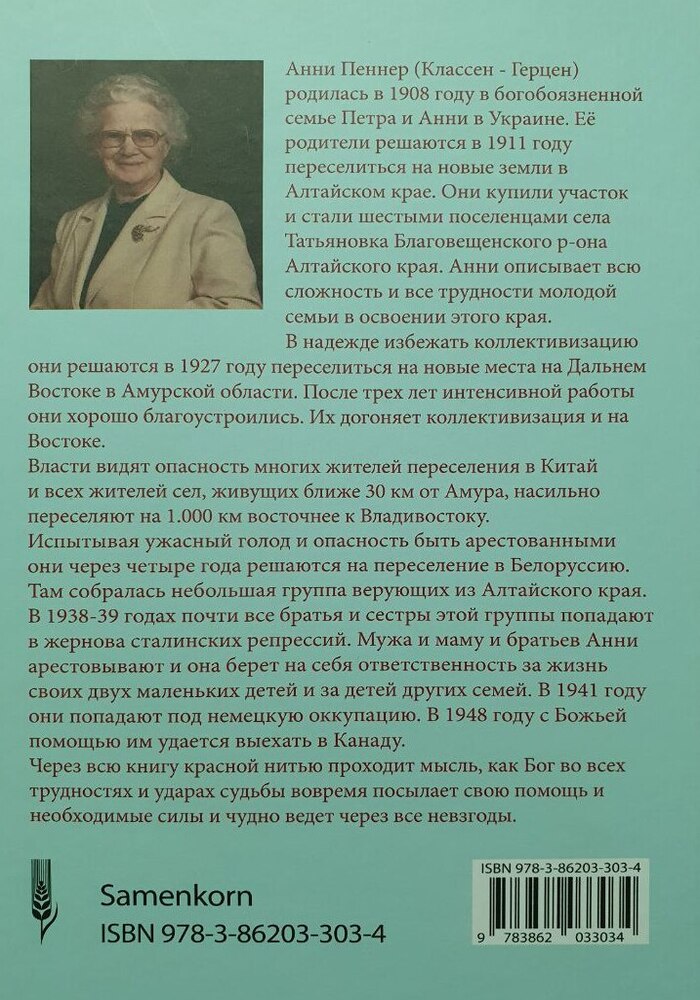 Анни Пеннер (Классен - Герцен)
родилась в 1908 году в богобоязненной
семье Петра и Анни в Украине. Её
родители решаются в 1911 году
переселиться на новые земли в
Алтайском крае. Они купили участок
и стали шестыми поселенцами села
Татьяновка Благовещенского р-она
Алтайского края. Анни описывает всю
сложность и все трудности молодой
семьи в освоении этого края.
В надежде избежать коллективизацию
они решаются в 1927 году переселиться на новые места на Дальнем
Востоке в Амурской области. После трех лет интенсивной работы
они хорошо благоустроились. Их догоняет коллективизация и на
Востоке.
Власти видят опасность многих жителей переселения в Китай
и всех жителей сел, живущих ближе 30 км от Амура, насильно
переселяют на 1.000 км восточнее к Владивостоку.
Испытывая ужасный голод и опасность быть арестованными
они через четыре года решаются на переселение в Белоруссию.
Там собралась небольшая группа верующих из Алтайского края.
В 1938-39 годах почти все братья и сестры этой группы попадают
в жернова сталинских репрессий. Мужа и маму и братьев Анни
арестовывают и она берет на себя ответственность за жизнь
своих двух маленьких детей и за детей других семей. В 1941 году
они попадают под немецкую оккупацию. В 1948 году с Божьей
помощью им удается выехать в Канаду.
Через всю книгу красной нитью проходит мысль, как Бог во всех
трудностях и ударах судьбы вовремя посылает свою помощь и
необходимые силы и чудно ведет через все невзгоды.
Samenkorn
ISBN 978-3-86203-303-4
ISBN 978-3-86203-303-4
9 783862 033034